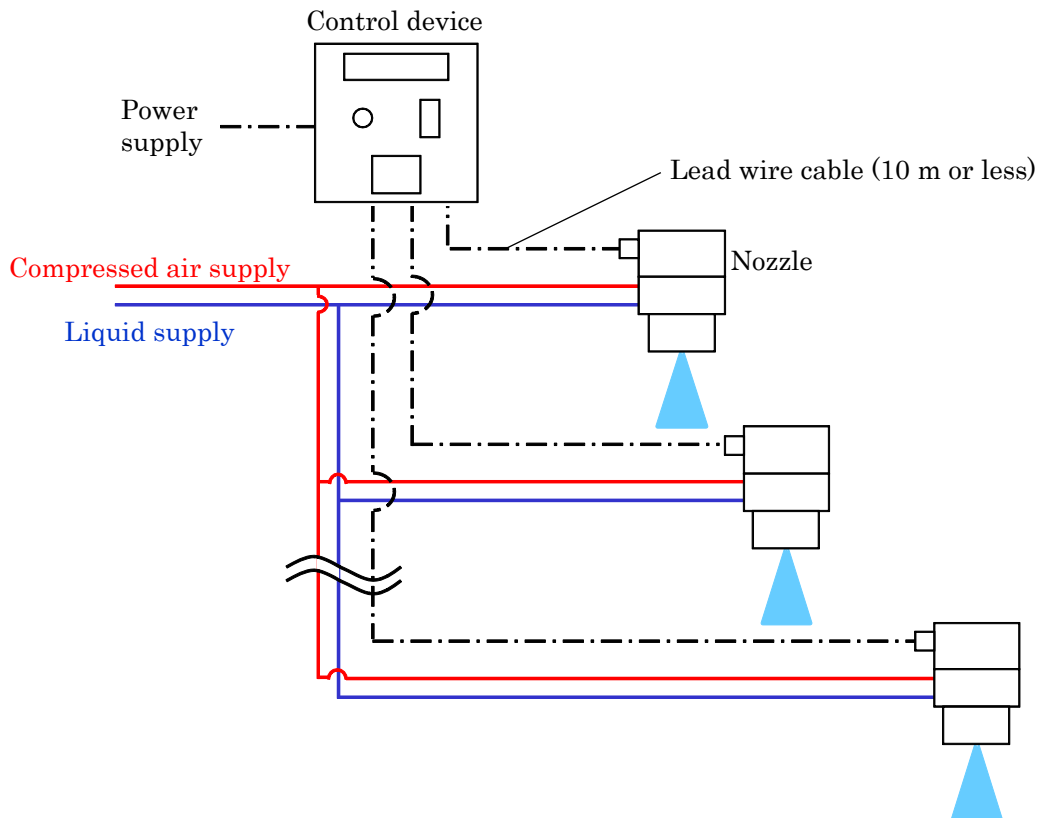 Control device
Power
supply
Lead wire cable (10 m or less)
Nozzle
Compressed air supply
Liquid supply